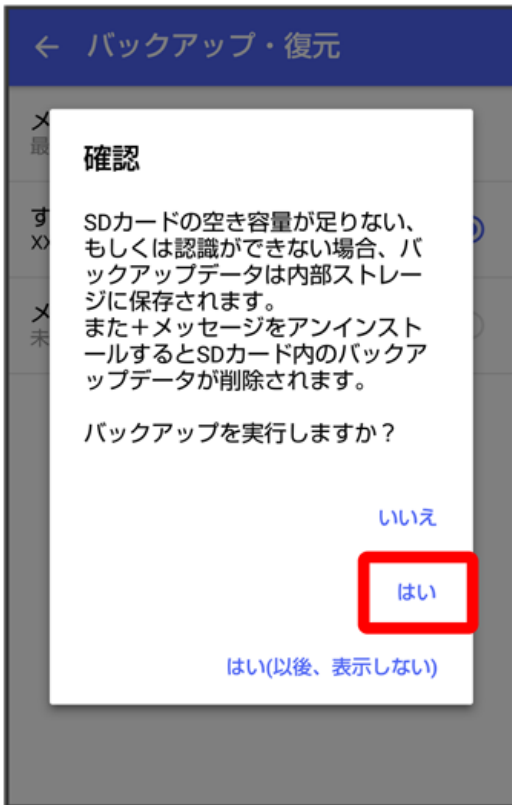 ← バックアップ・復元
メ
最
確認
す
XX
SDカードの空き容量が足りない、
もしくは認識ができない場合、バ
ックアップデータは内部ストレー
ジに保存されます。
メ
未
また＋メッセージをアンインスト
ールするとSDカード内のバックア
ップデータが削除されます。
バックアップを実行しますか？
いいえ
はい
はい(以後、表示しない)